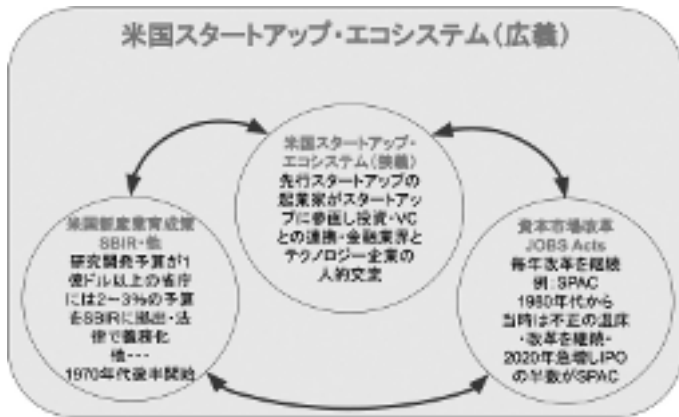 米国スタートアップ・エコシステム(広義)
米国スタートアップ・
エコシステム(狭義)
先行スタートアップの
起業家がスタートアッ
プに参画し投資・VC
との連携・金融業界と
テクノロジー企業の
人的交流
米国新産業育成策
SBIR・他
研究開発予算が1
億ドル以上の省庁
には2~3%の予算
をSBIRに拠出・法
律で義務化
他・・・
1970年代後半開始
資本市場改革
JOBS Acts
毎年改革を継続
例:SPAC
1980年代から
当時は不正の温床
・改革を継続・
2020年急増しIPO
の半数がSPAC